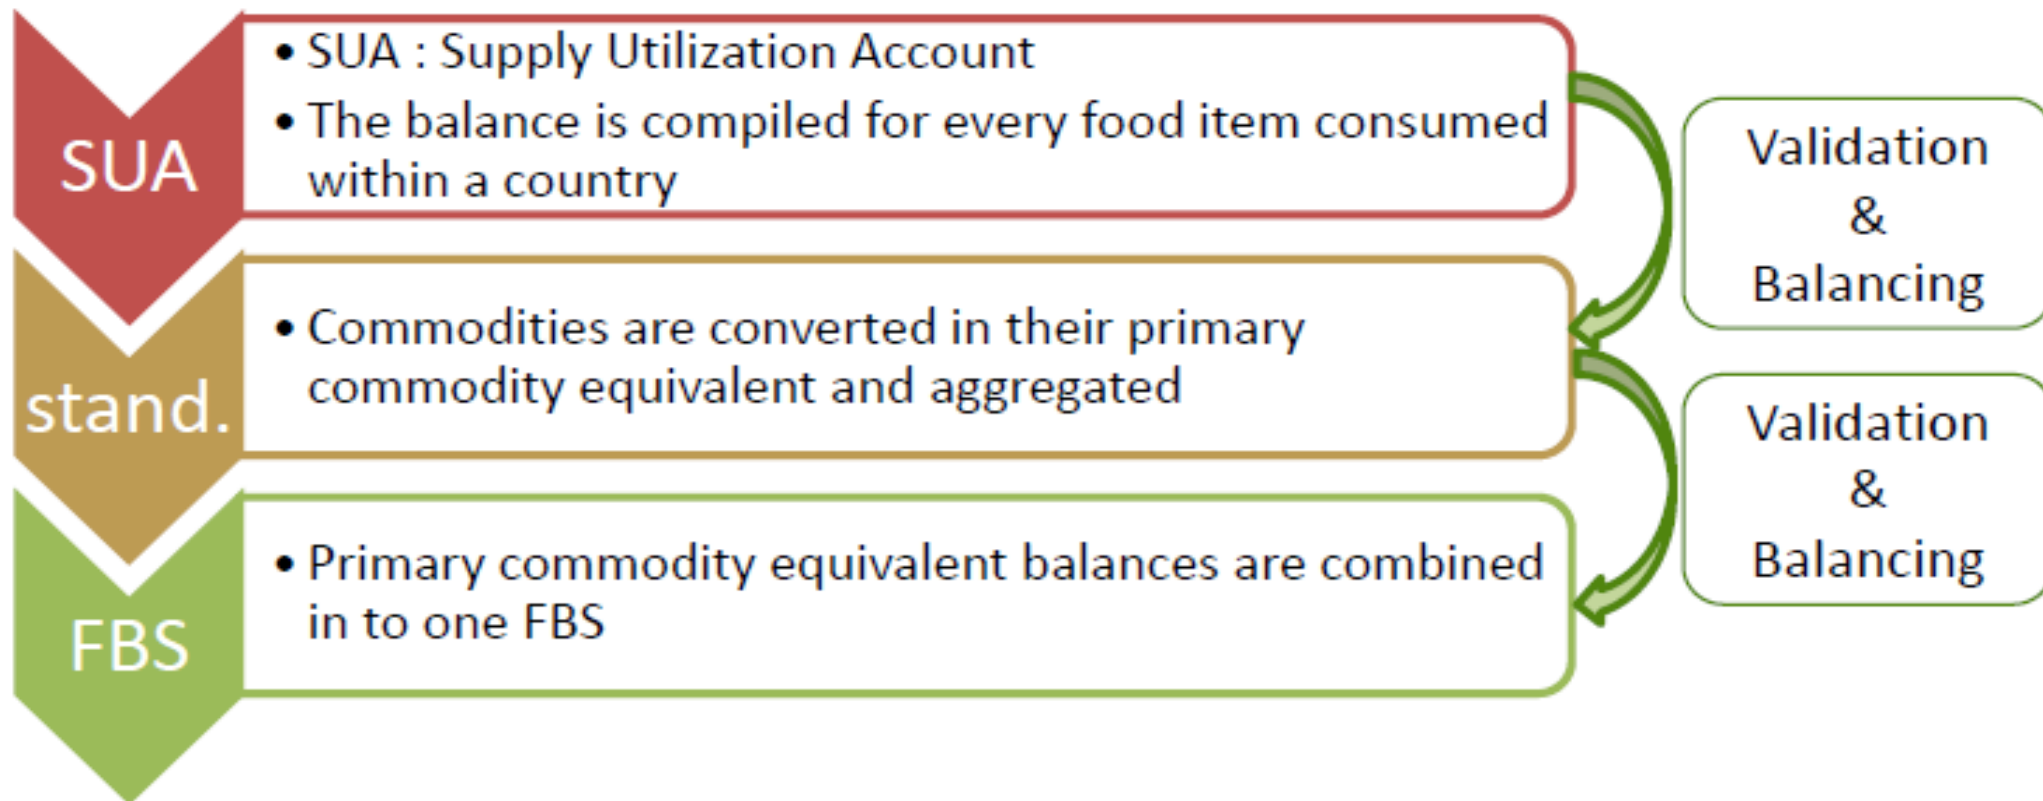 SUA
• SUA : Supply Utilization Account
• The balance is compiled for every food item consumed
within a country
Validation
&
Balancing
stand.
• Commodities are converted in their primary
commodity equivalent and aggregated
Validation
&
Balancing
FBS
• Primary commodity equivalent balances are combined
in to one FBS